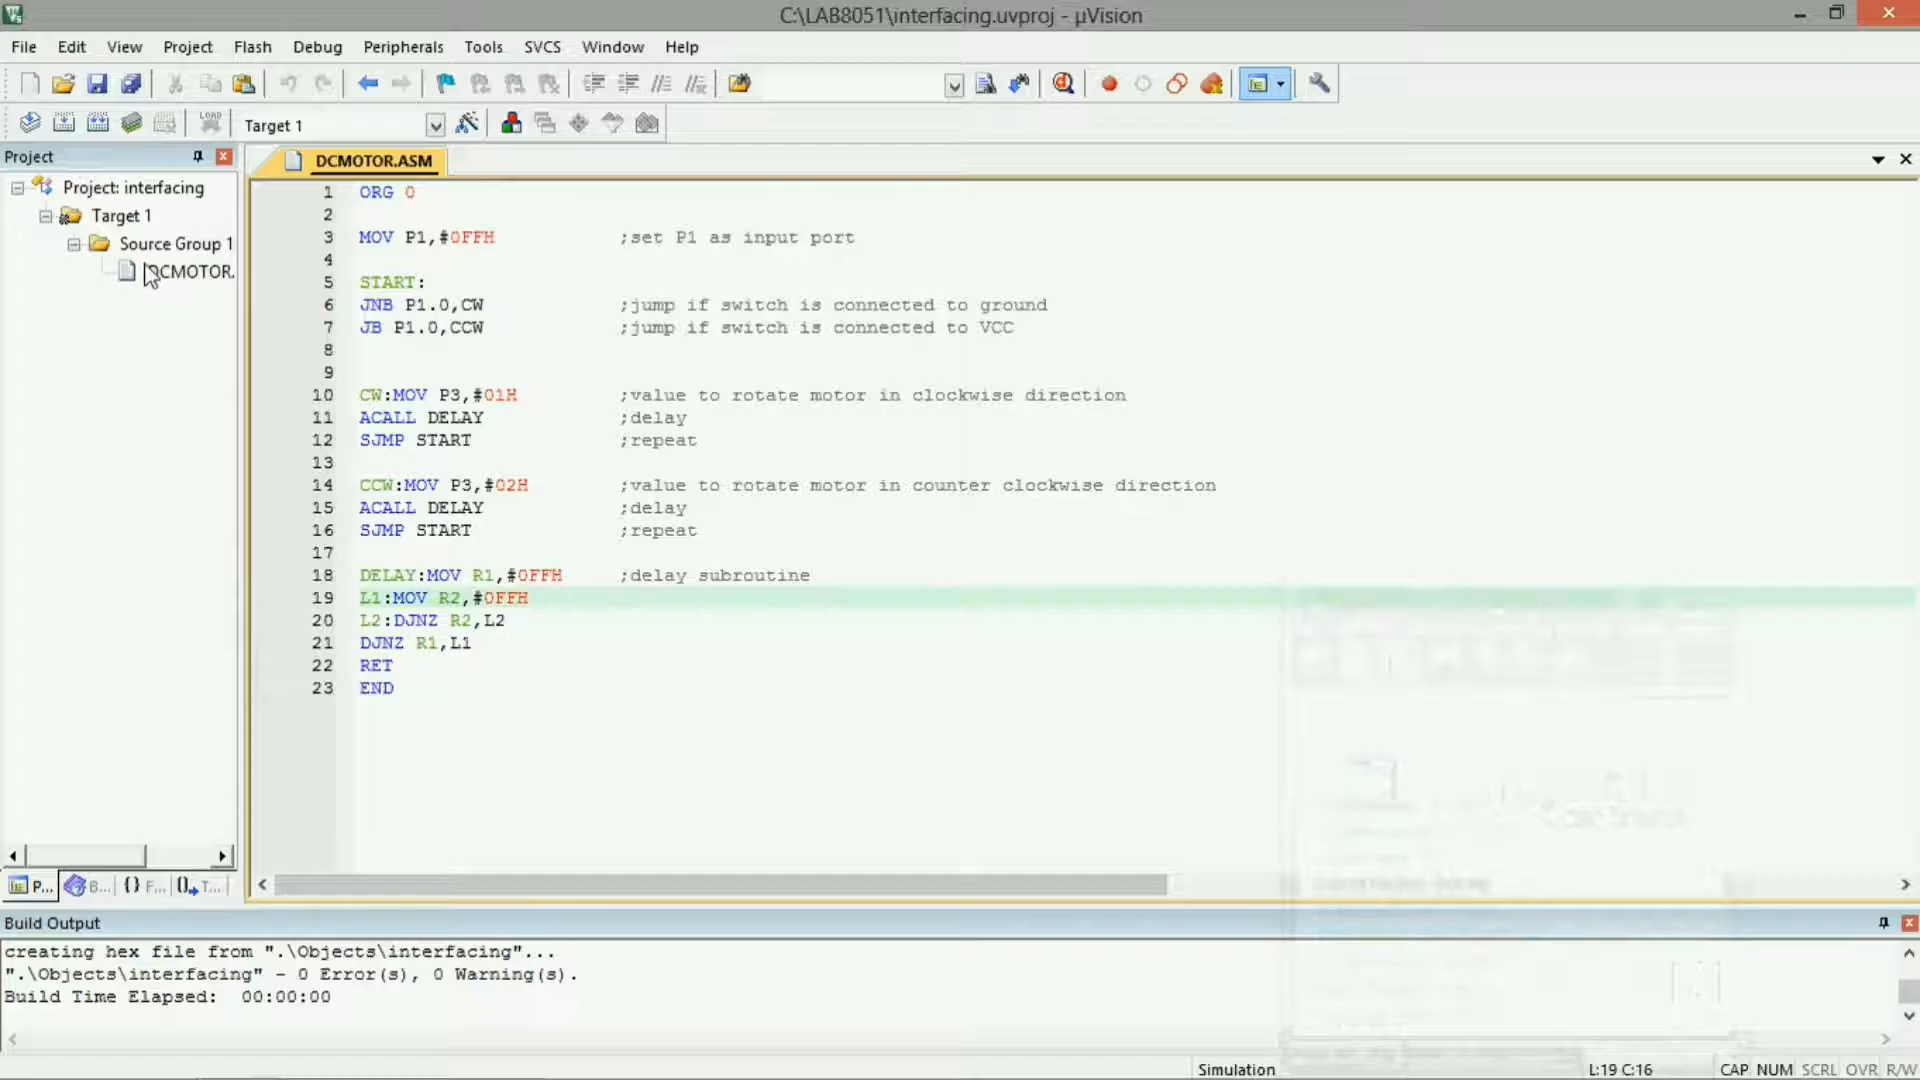 C:\LAB8051\interfacing.uvproj - µVision
File Edit View Project Flash Debug Peripherals Tools SVCS Window Help
LOAD Target 1
Project
DCMOTOR.ASM
Project: interfacing
Target 1
Source Group 1
DCMOTOR.
1 ORG 0
2
3 MOV P1,#0FFH ;set P1 as input port
4
5 START:
6 JNB P1.0,CW ;jump if switch is connected to ground
7 JB P1.0,CCW ;jump if switch is connected to VCC
8
9
10 CW:MOV P3,#01H ;value to rotate motor in clockwise direction
11 ACALL DELAY ;delay
12 SJMP START ;repeat
13
14 CCW:MOV P3,#02H ;value to rotate motor in counter clockwise direction
15 ACALL DELAY ;delay
16 SJMP START ;repeat
17
18 DELAY:MOV R1,#0FFH ;delay subroutine
19 L1:MOV R2,#0FFH
20 L2:DJNZ R2,L2
21 DJNZ R1,L1
22 RET
23 END
P... B... {} F... T...
Build Output
creating hex file from ".\Objects\interfacing"...
".\Objects\interfacing" - 0 Error(s), 0 Warning(s).
Build Time Elapsed:  00:00:00
Simulation L:19 C:16 CAP NUM SCRL OVR R/W